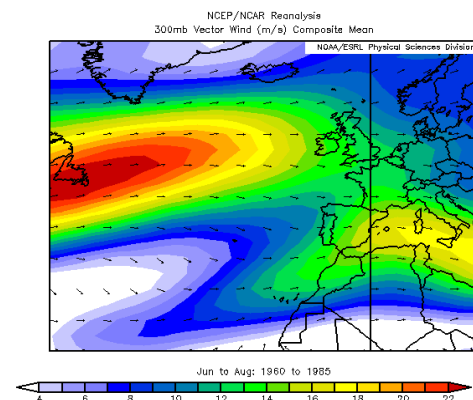 NCEP/NCAR Reanalysis
300mb Vector Wind (m/s) Composite Mean
NOAA/ESRL Physical Sciences Division
Jun to Aug: 1960 to 1985
4 6 8 10 12 14 16 18 20 22